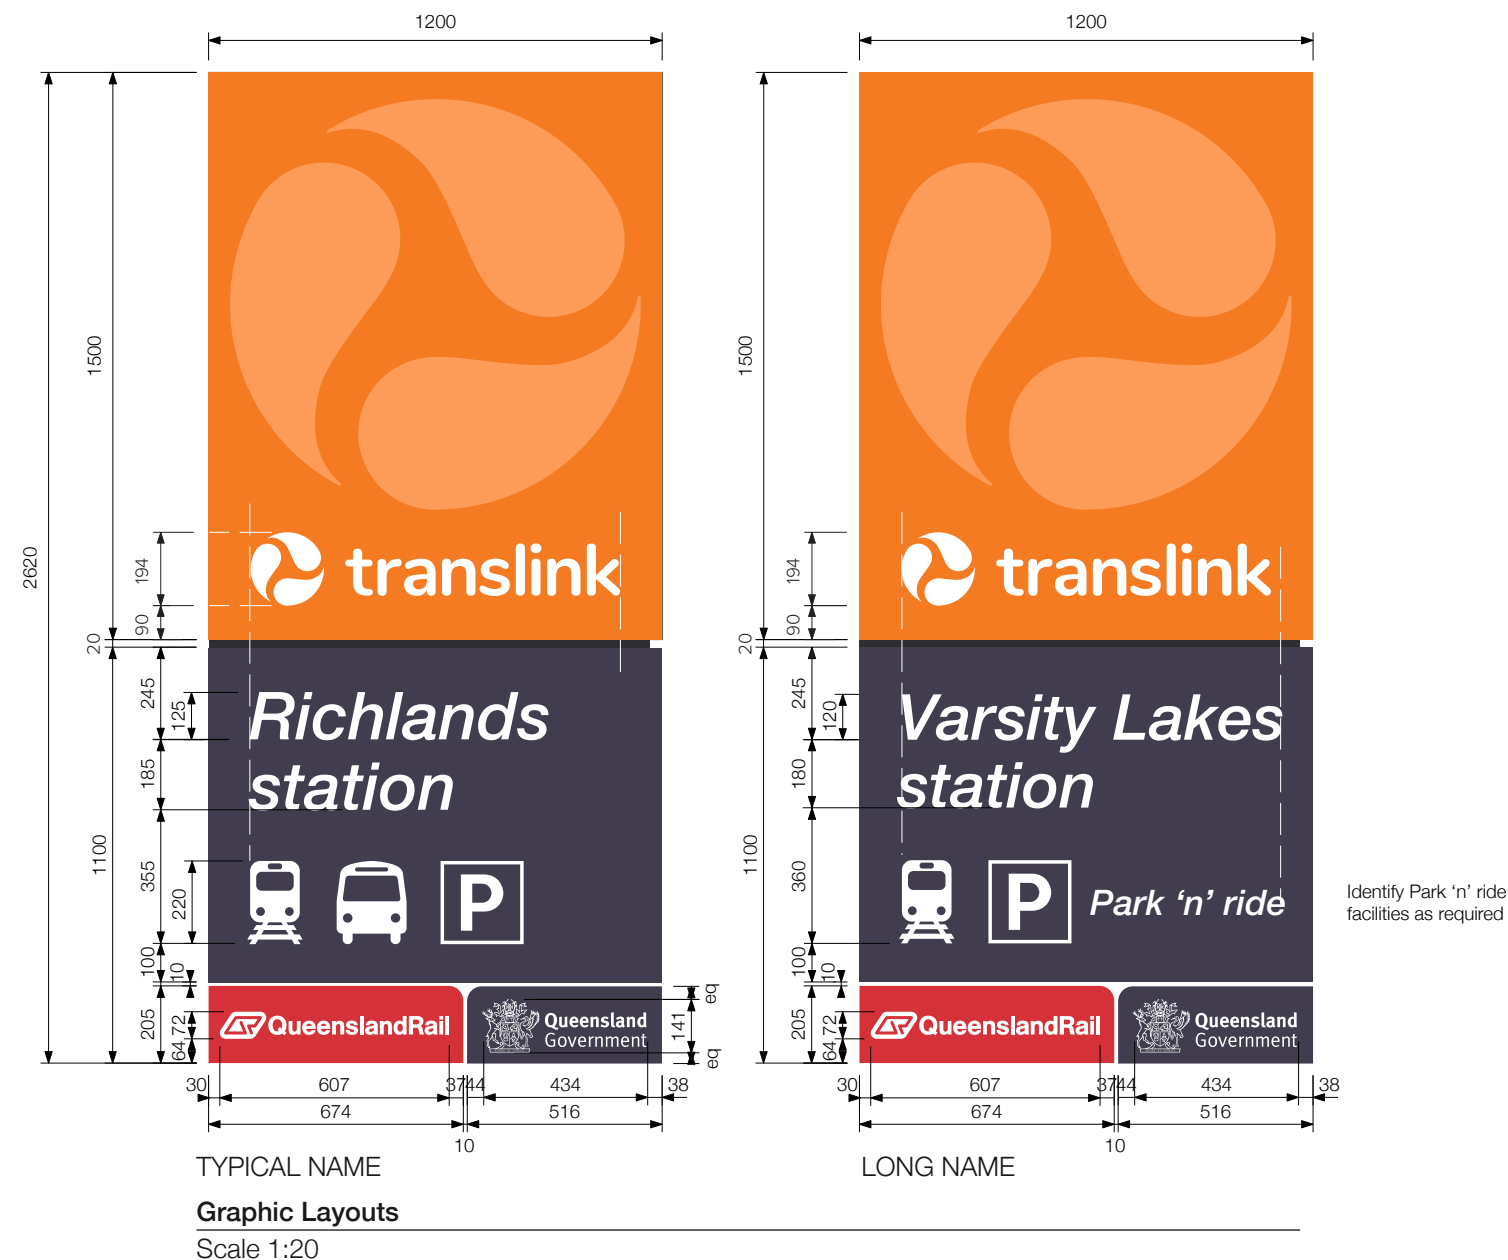 1200
1200
1500
2620
194
90
20
245
125
185
1100
355
220
100
10
205
72
64
translink
Richlands
station
P
QueenslandRail
Queensland
Government
eq
141
eq
30
607
37
44
434
38
674
516
10
TYPICAL NAME
1500
194
90
20
245
120
180
1100
360
100
10
205
72
64
translink
Varsity Lakes
station
P
Park ‘n’ ride
QueenslandRail
Queensland
Government
30
607
37
44
434
38
674
516
10
LONG NAME
Identify Park ‘n’ ride
facilities as required
Graphic Layouts
Scale 1:20